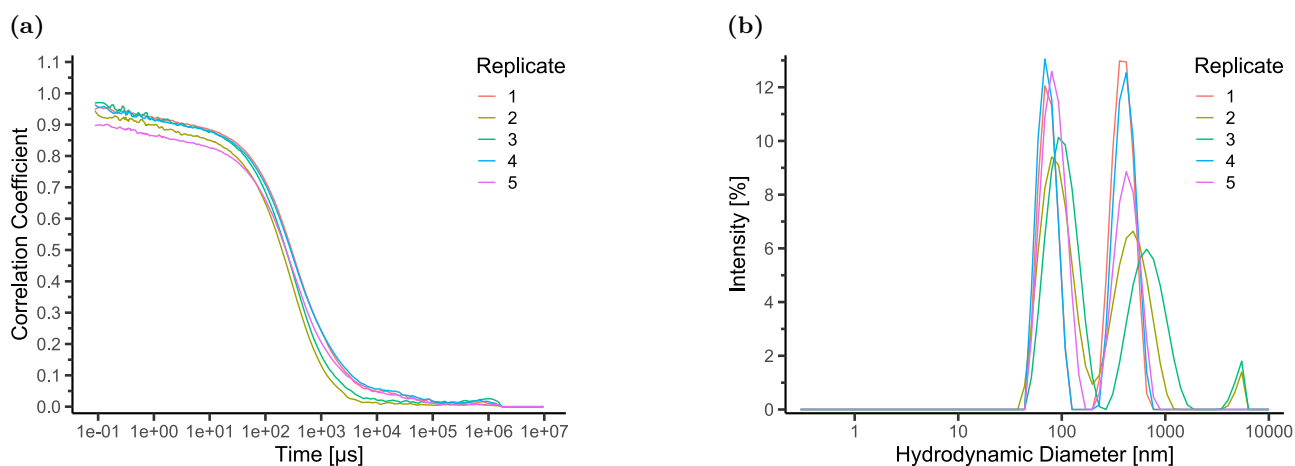 (a)
Correlation Coefficient
1.1
1.0
0.9
0.8
0.7
0.6
0.5
0.4
0.3
0.2
0.1
0.0
1e-01 1e+00 1e+01 1e+02 1e+03 1e+04 1e+05 1e+06 1e+07
Time [µs]
Replicate
1
2
3
4
5
(b)
Intensity [%]
12
10
8
6
4
2
0
1 10 100 1000 10000
Hydrodynamic Diameter [nm]
Replicate
1
2
3
4
5